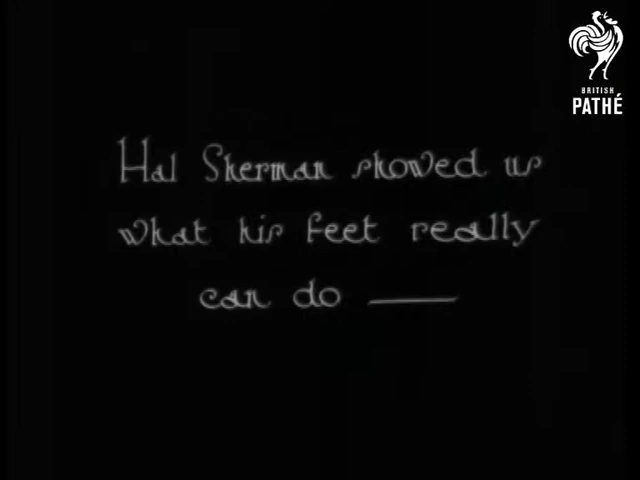 BRITISH
PATHÉ
Hal Sherman showed us
what his feet really
can do ——